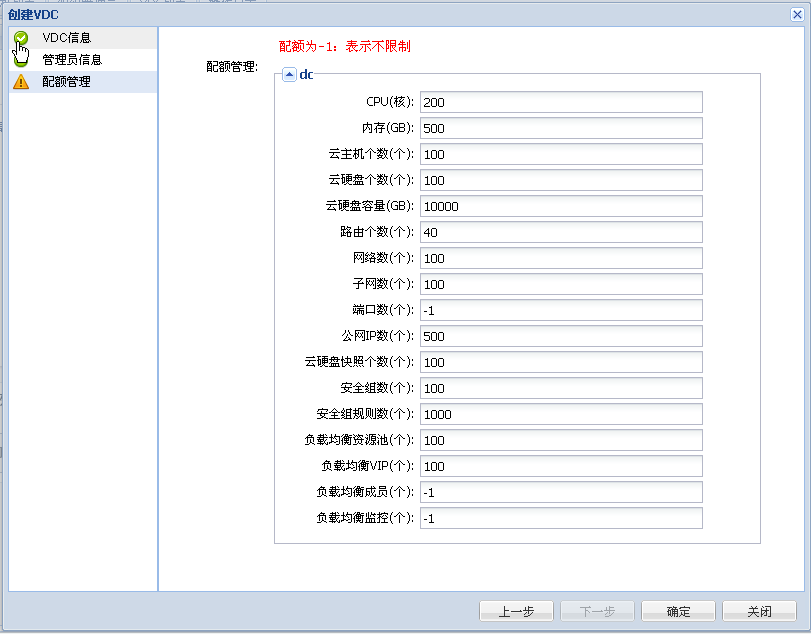 创建VDC
VDC信息
管理员信息
配额管理
配额为-1: 表示不限制
配额管理:
dc
CPU(核): 200
内存(GB): 500
云主机个数(个): 100
云硬盘个数(个): 100
云硬盘容量(GB): 10000
路由个数(个): 40
网络数(个): 100
子网数(个): 100
端口数(个): -1
公网IP数(个): 500
云硬盘快照个数(个): 100
安全组数(个): 100
安全组规则数(个): 1000
负载均衡资源池(个): 100
负载均衡VIP(个): 100
负载均衡成员(个): -1
负载均衡监控(个): -1
上一步 下一步 确定 关闭